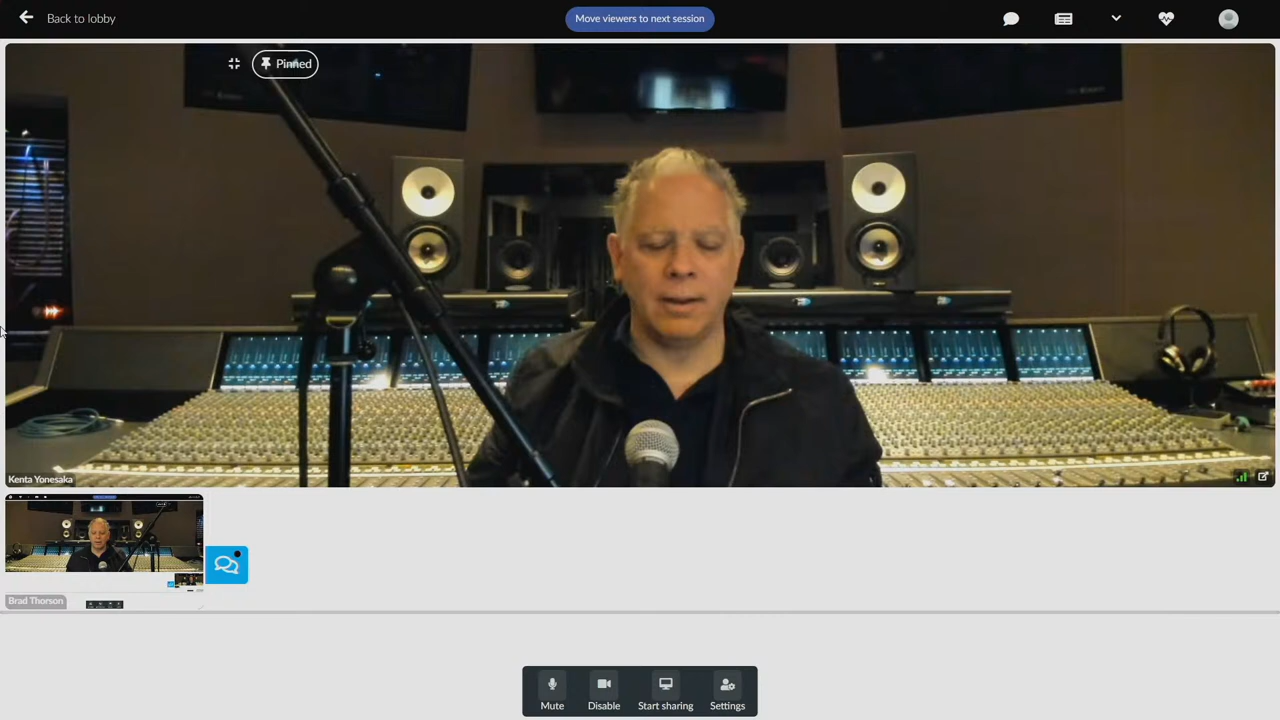 Back to lobby
Move viewers to next session
Pinned
Kenta Yonesaka
Brad Thorson
Mute
Disable
Start sharing
Settings